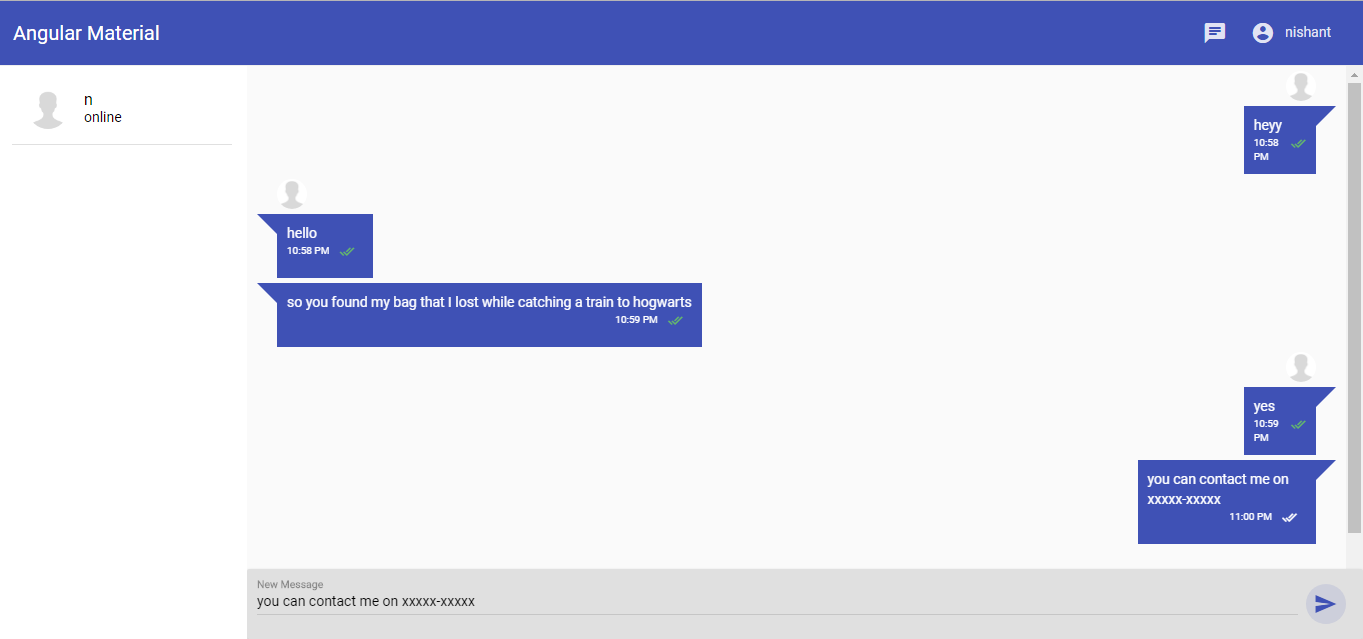 Angular Material
nishant
n
online
heyy
10:58
PM
hello
10:58 PM
so you found my bag that I lost while catching a train to hogwarts
10:59 PM
yes
10:59
PM
you can contact me on
xxxxx-xxxxx
11:00 PM
New Message
you can contact me on xxxxx-xxxxx